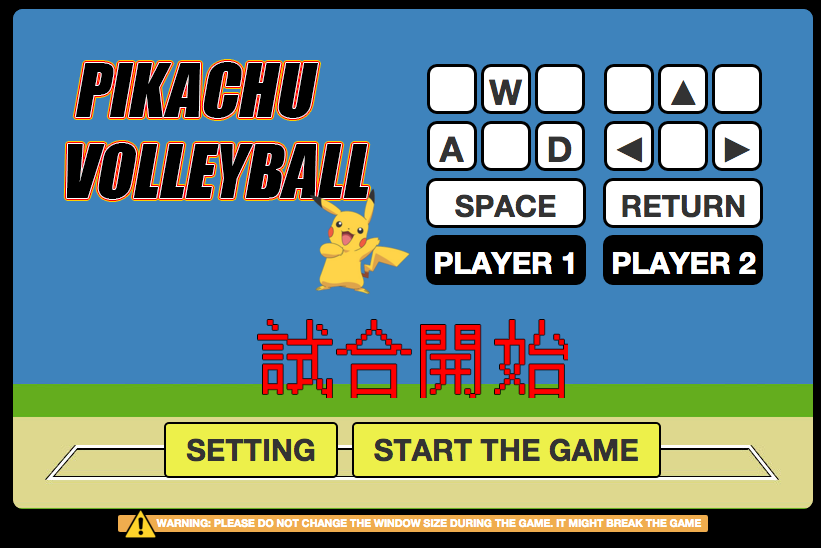 PIKACHU
VOLLEYBALL
W
▲
A
D
◀
▶
SPACE
RETURN
PLAYER 1
PLAYER 2
試合開始
SETTING
START THE GAME
WARNING: PLEASE DO NOT CHANGE THE WINDOW SIZE DURING THE GAME. IT MIGHT BREAK THE GAME